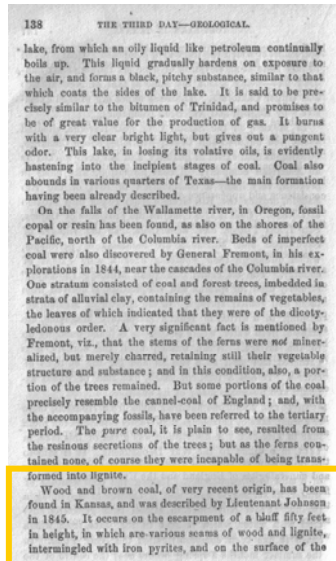 138 THE THIRD DAY—GEOLOGICAL.
lake, from which an oily liquid like petroleum continually
boils up. This liquid gradually hardens on exposure to
the air, and forms a black, pitchy substance, similar to that
which coats the sides of the lake. It is said to be pre-
cisely similar to the bitumen of Trinidad, and promises to
be of great value for the production of gas. It burns
with a very clear bright light, but gives out a pungent
odor. This lake, in losing its volative oils, is evidently
hastening into the incipient stages of coal. Coal also
abounds in various quarters of Texas—the main formation
having been already described.
On the falls of the Wallamette river, in Oregon, fossil
copal or resin has been found, as also on the shores of the
Pacific, north of the Columbia river. Beds of imperfect
coal were also discovered by General Fremont, in his ex-
plorations in 1844, near the cascades of the Columbia river.
One stratum consisted of coal and forest trees, imbedded in
strata of alluvial clay, containing the remains of vegetables,
the leaves of which indicated that they were of the dicoty-
ledonous order. A very significant fact is mentioned by
Fremont, viz., that the stems of the ferns were not miner-
alized, but merely charred, retaining still their vegetable
structure and substance; and in this condition, also, a por-
tion of the trees remained. But some portions of the coal
precisely resemble the cannel-coal of England; and, with
the accompanying fossils, have been referred to the tertiary
period. The pure coal, it is plain to see, resulted from
the resinous secretions of the trees; but as the ferns con-
tained none, of course they were incapable of being trans-
formed into lignite.
Wood and brown coal, of very recent origin, has been
found in Kansas, and was described by Lieutenant Johnson
in 1845. It occurs on the escarpment of a bluff fifty feet
in height, in which are various seams of wood and lignite,
intermingled with iron pyrites, and on the surface of the